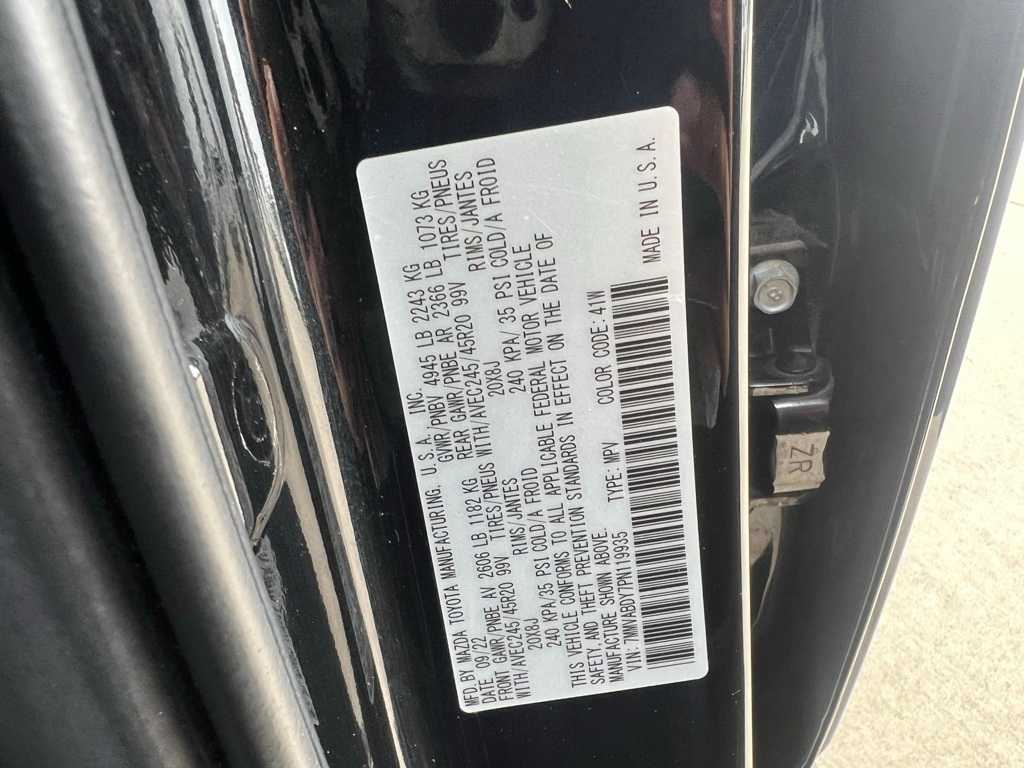 MFD. BY MAZDA TOYOTA MANUFACTURING, U.S.A., INC.
DATE 09/22 GVWR/PNBV 4945 LB 2243 KG
FRONT GAWR/PNBE AV 2606 LB 1182 KG REAR GAWR/PNBE AR 2366 LB 1073 KG
WITH/AVEC245/45R20 99V TIRES/PNEUS WITH/AVEC245/45R20 99V TIRES/PNEUS
20X8J RIMS/JANTES 20X8J RIMS/JANTES
240 KPA/35 PSI COLD/A FROID 240 KPA/ 35 PSI COLD/A FROID
THIS VEHICLE CONFORMS TO ALL APPLICABLE FEDERAL MOTOR VEHICLE
SAFETY, AND THEFT PREVENTION STANDARDS IN EFFECT ON THE DATE OF
MANUFACTURE SHOWN ABOVE.
VIN: 7MMVABDY7PN119935 TYPE: MPV COLOR CODE: 41W
MADE IN U.S.A.
ZR